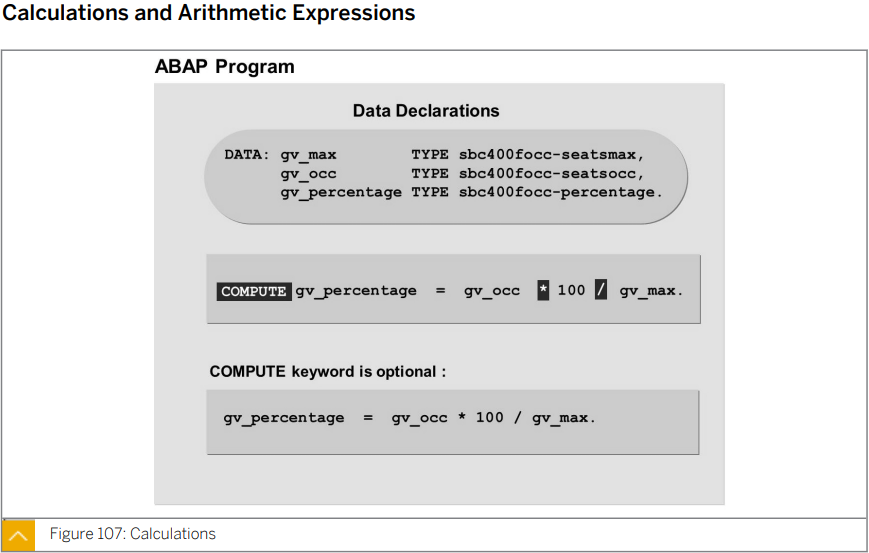 Calculations and Arithmetic Expressions
ABAP Program
Data Declarations
DATA: gv_max TYPE sbc400focc-seatsmax,
gv_occ TYPE sbc400focc-seatsocc,
gv_percentage TYPE sbc400focc-percentage.
COMPUTE gv_percentage = gv_occ * 100 / gv_max.
COMPUTE keyword is optional :
gv_percentage = gv_occ * 100 / gv_max.
Figure 107: Calculations